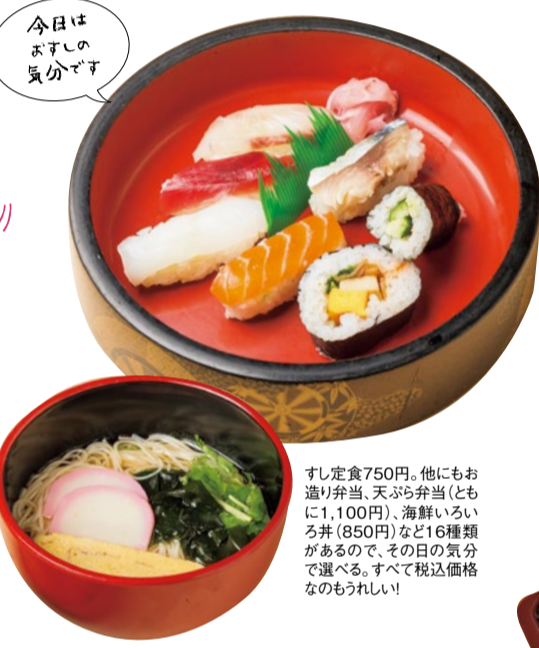 今日は
おすしの
気分です
すし定食750円。他にもお
造り弁当、天ぷら弁当(とも
に1,100円)、海鮮いろい
ろ丼(850円)など16種類
があるので、その日の気分
で選べる。すべて税込価格
なのもうれしい!